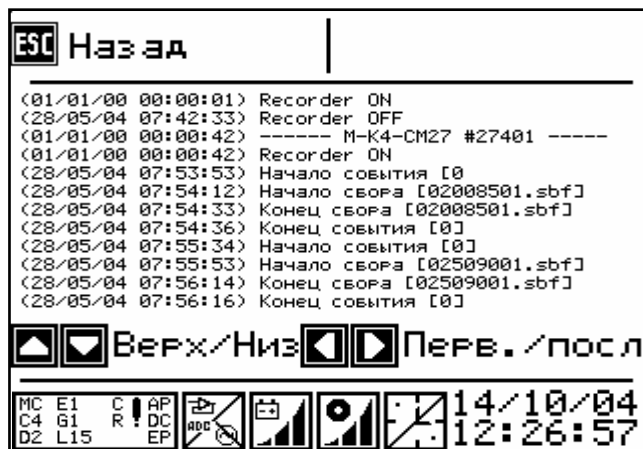 ESC Назад
(01/01/00 00:00:01) Recorder ON
(28/05/04 07:42:33) Recorder OFF
(01/01/00 00:00:42) ------ M-K4-CM27 #27401 -----
(01/01/00 00:00:42) Recorder ON
(28/05/04 07:53:53) Начало события [0
(28/05/04 07:54:12) Начало сбора [02008501.sbf]
(28/05/04 07:54:33) Конец сбора [02008501.sbf]
(28/05/04 07:54:36) Конец события [0]
(28/05/04 07:55:34) Начало события [0]
(28/05/04 07:55:53) Начало сбора [02509001.sbf]
(28/05/04 07:56:14) Конец сбора [02509001.sbf]
(28/05/04 07:56:16) Конец события [0]
Верх/Низ Перв./посл
MC E1 C ! AP
C4 G1 R DC
D2 L15 EP
ADC
14/10/04
12:26:57